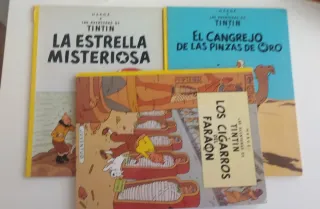 HERGÉ
LAS AVENTURAS DE
TINTIN
LA ESTRELLA
MISTERIOSA
HERGÉ
LAS AVENTURAS DE
TINTIN
EL CANGREJO
DE LAS PINZAS DE ORO
HERGÉ
LAS AVENTURAS DE
TINTIN
LOS CIGARROS
DEL
FARAÓN